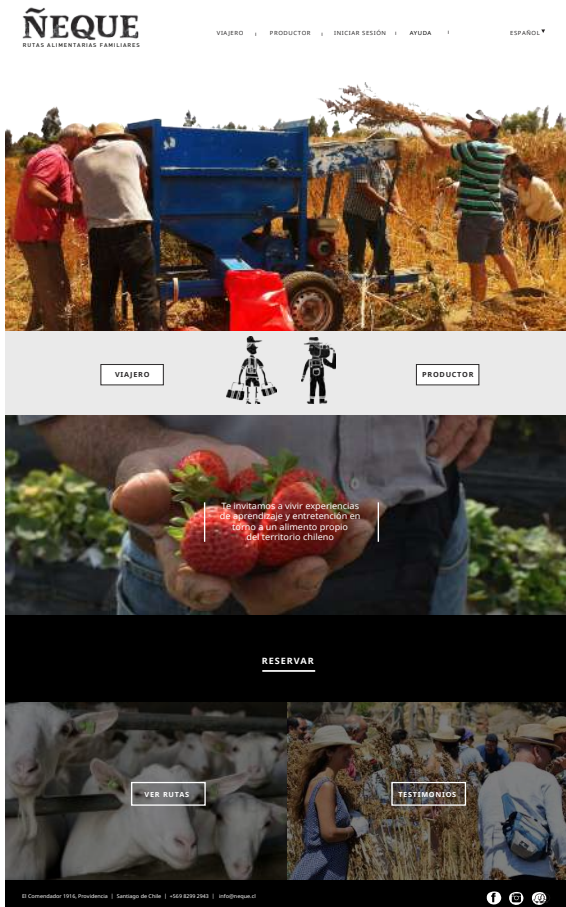 ÑEQUE
RUTAS ALIMENTARIAS FAMILIARES
VIAJERO | PRODUCTOR | INICIAR SESIÓN | AYUDA | ESPAÑOL ▾
VIAJERO
PRODUCTOR
Te invitamos a vivir experiencias
de aprendizaje y entretención en
torno a un alimento propio
del territorio chileno
RESERVAR
VER RUTAS
TESTIMONIOS
El Comendador 1916, Providencia | Santiago de Chile | +569 8299 2943 | info@neque.cl